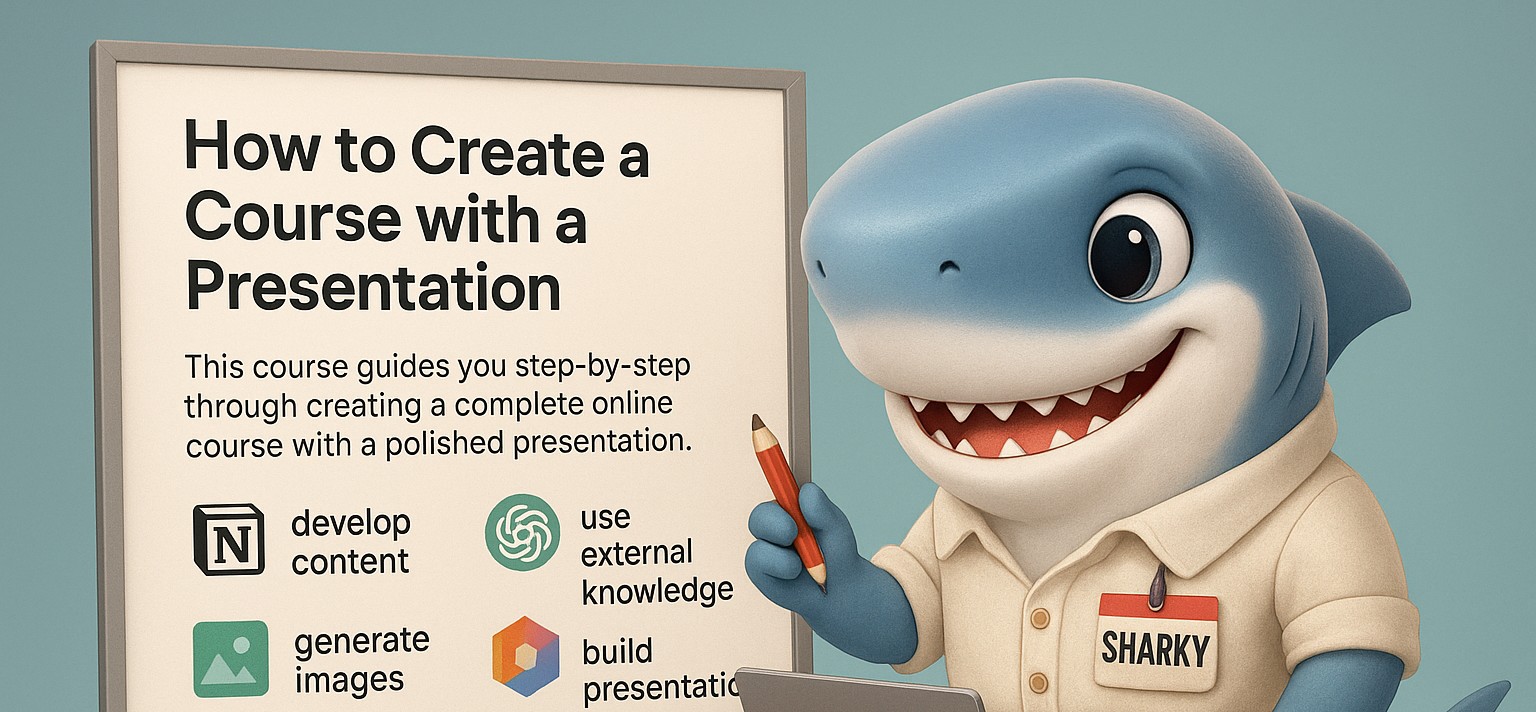 How to Create a
Course with a
Presentation
This course guides you step-by-step
through creating a complete online
course with a polished presentation.
N
develop
content
use
external
knowledge
generate
images
build
presentatio
SHARKY